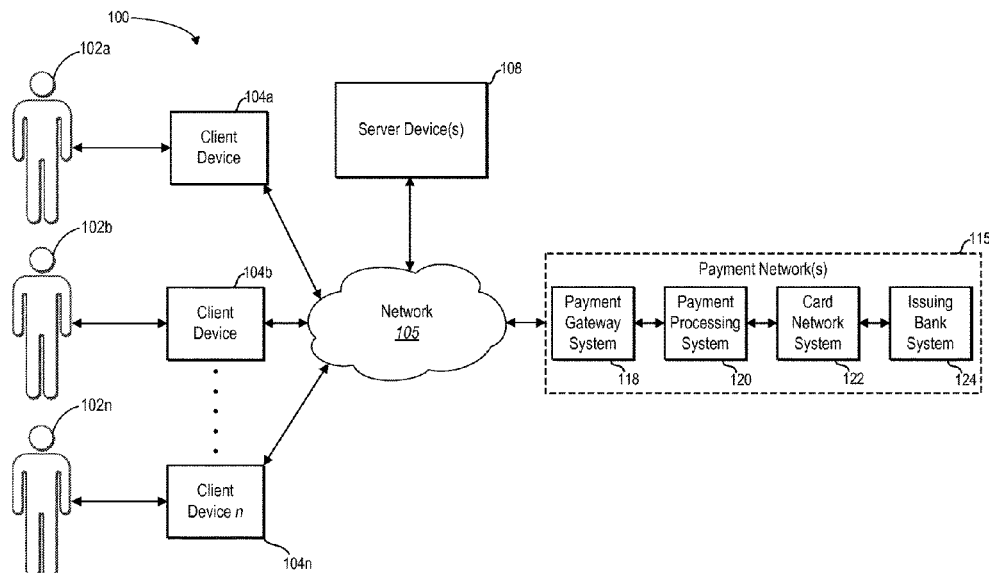 100
102a
104a
Client
Device
108
Server Device(s)
102b
104b
Client
Device
Network
105
115
Payment Network(s)
Payment
Gateway
System
118
Payment
Processing
System
120
Card
Network
System
122
Issuing
Bank
System
124
102n
Client
Device n
104n